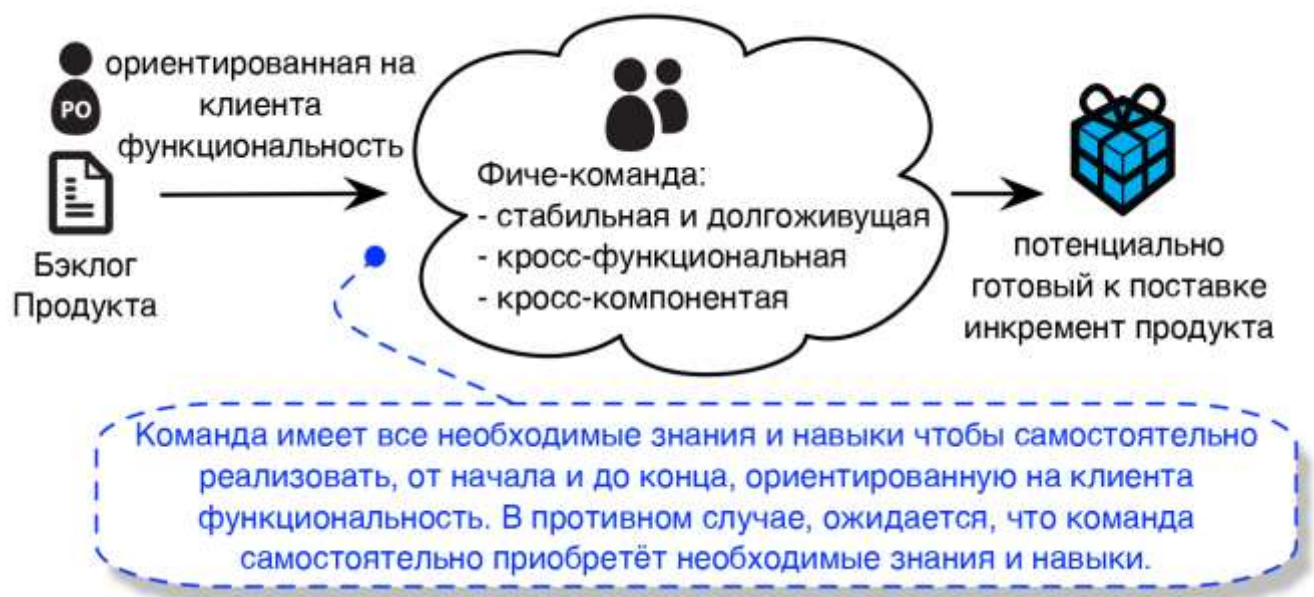 ориентированная на
клиента
функциональность
PO
Бэклог
Продукта
Фиче-команда:
- стабильная и долгоживущая
- кросс-функциональная
- кросс-компонентая
потенциально
готовый к поставке
инкремент продукта
Команда имеет все необходимые знания и навыки чтобы самостоятельно
реализовать, от начала и до конца, ориентированную на клиента
функциональность. В противном случае, ожидается, что команда
самостоятельно приобретёт необходимые знания и навыки.